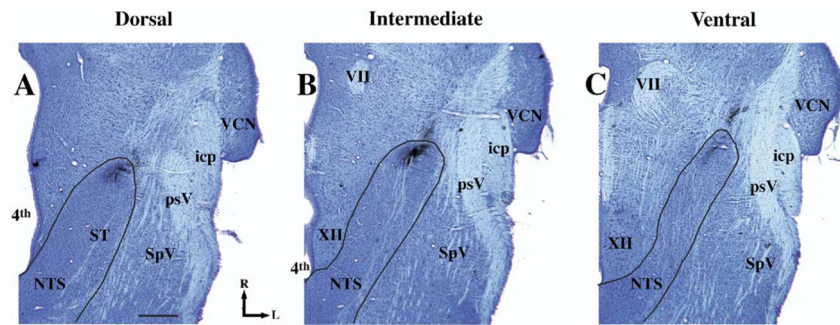 Dorsal
Intermediate
Ventral
A
VCN
icp
psV
4th
ST
SpV
NTS
R
L
B
VII
VCN
icp
psV
XII
SpV
4th
NTS
C
VII
VCN
icp
psV
XII
SpV
NTS